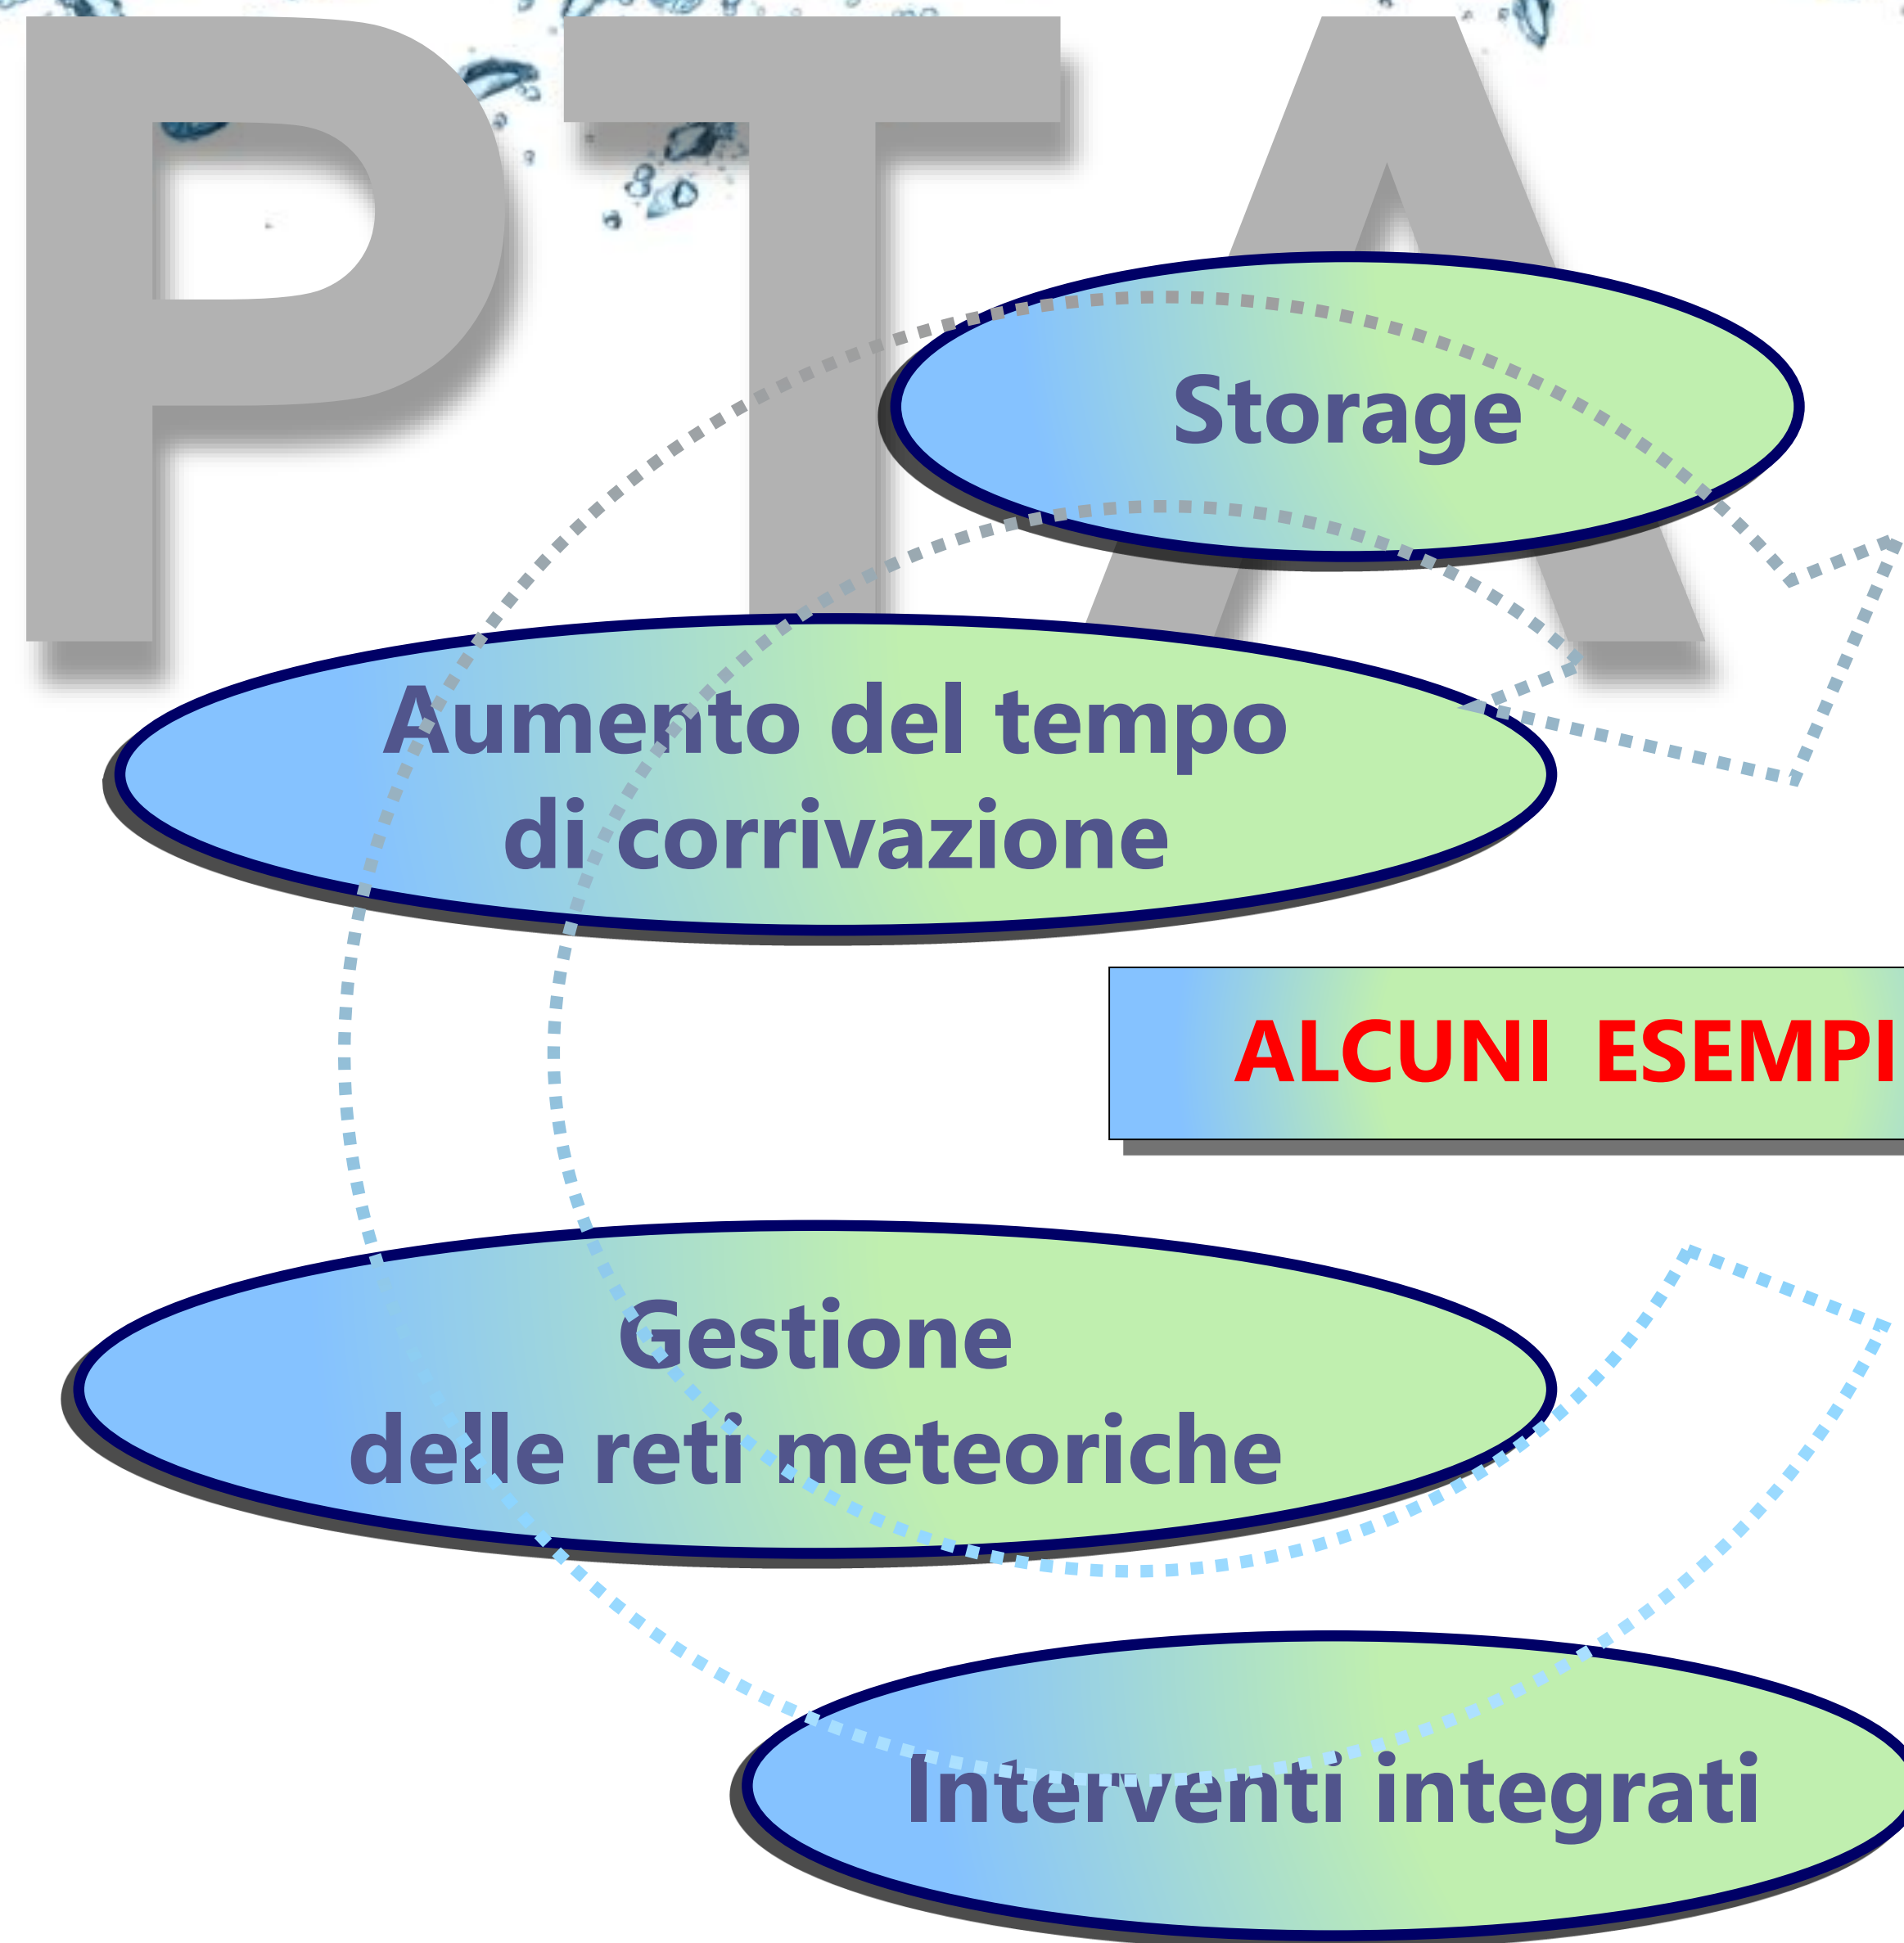 PTA
Storage
Aumento del tempo
di corrivazione
ALCUNI ESEMPI
Gestione
delle reti meteoriche
Interventi integrati